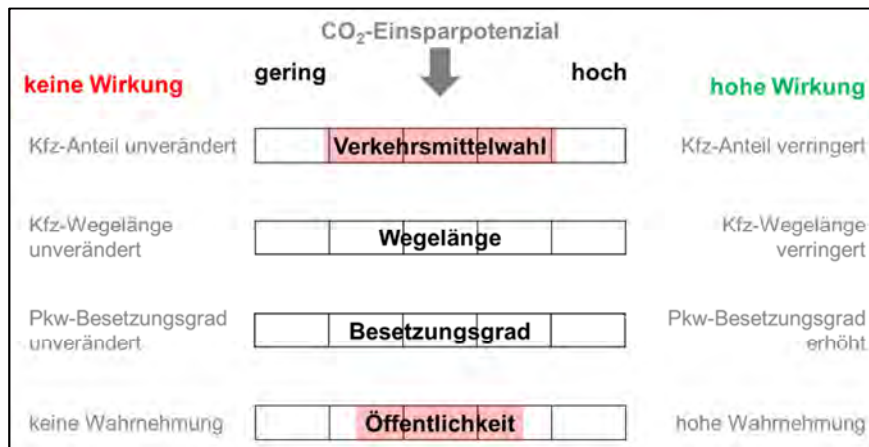 CO₂-Einsparpotenzial
keine Wirkung gering hoch hohe Wirkung
Kfz-Anteil unverändert Verkehrsmittelwahl Kfz-Anteil verringert
Kfz-Wegelänge
unverändert
Wegelänge
Kfz-Wegelänge
verringert
Pkw-Besetzungsgrad
unverändert
Besetzungsgrad
Pkw-Besetzungsgrad
erhöht
keine Wahrnehmung Öffentlichkeit hohe Wahrnehmung